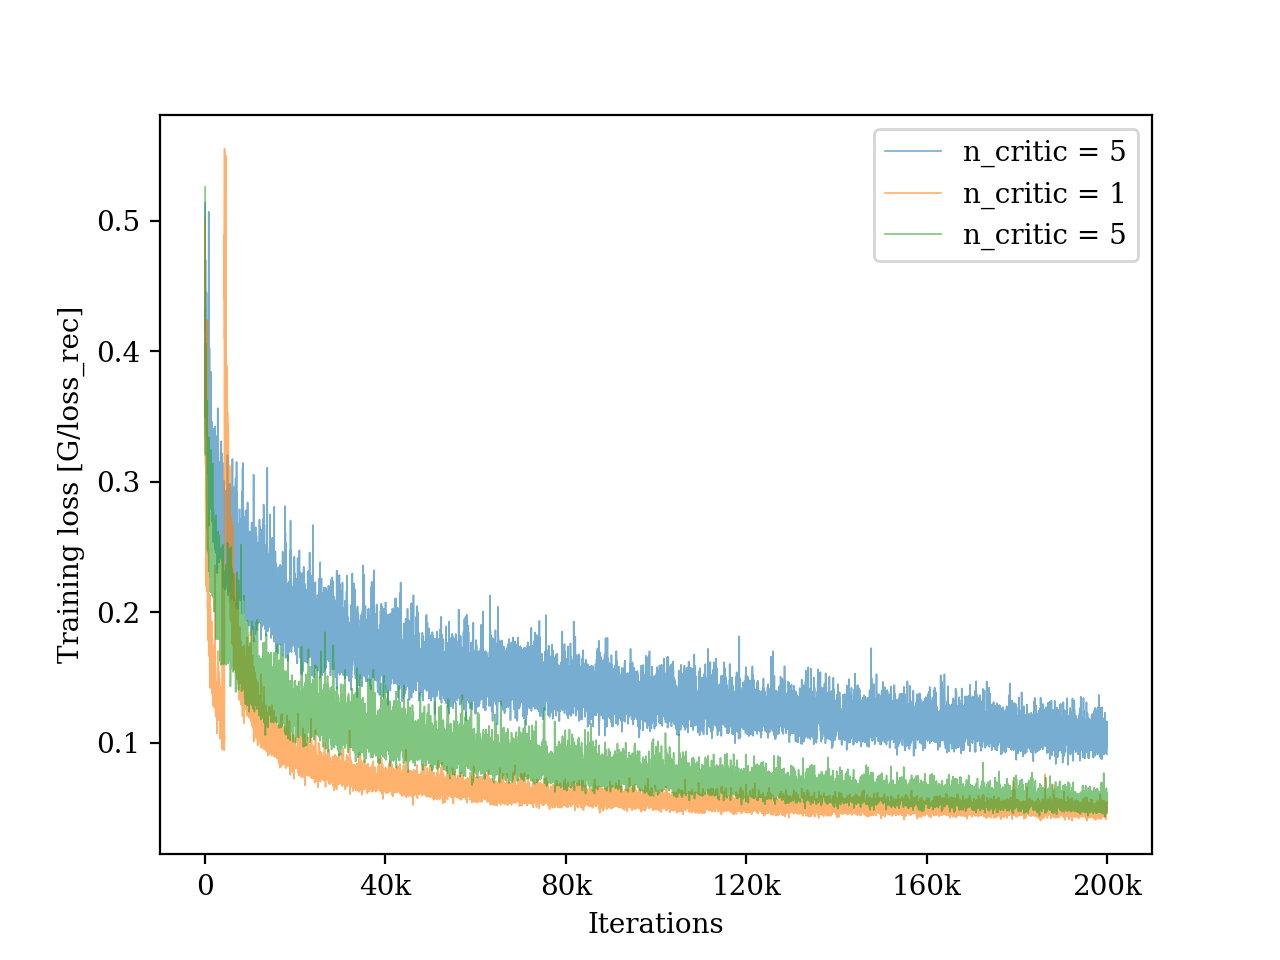 n_critic = 5
n_critic = 1
n_critic = 5
0.5
0.4
0.3
0.2
0.1
Training loss [G/loss_rec]
0 40k 80k 120k 160k 200k
Iterations